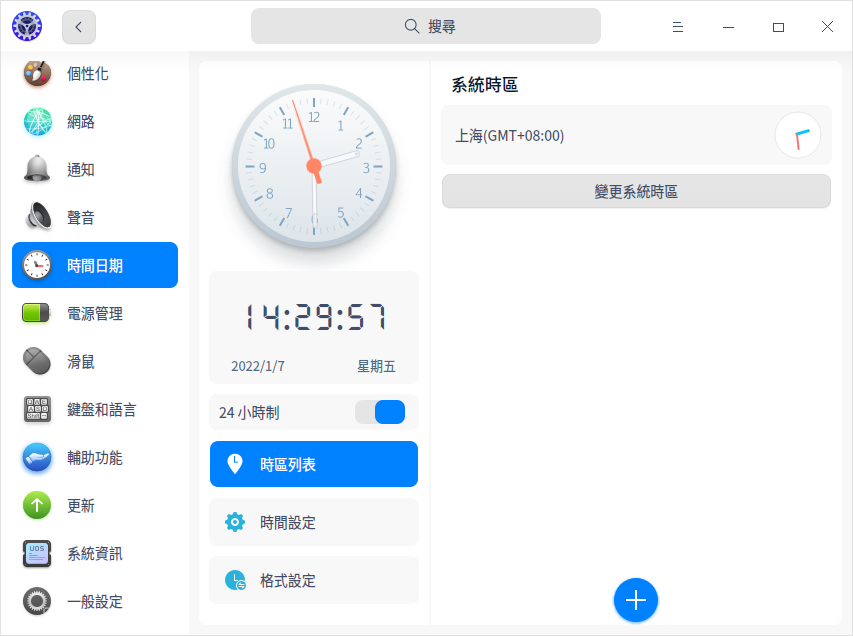 搜尋
個性化
網路
通知
聲音
時間日期
電源管理
滑鼠
鍵盤和語言
輔助功能
更新
UOS
系統資訊
一般設定
12
1
2
3
4
5
6
7
8
9
10
11
14:29:57
2022/1/7
星期五
24 小時制
時區列表
時間設定
格式設定
系統時區
上海(GMT+08:00)
變更系統時區